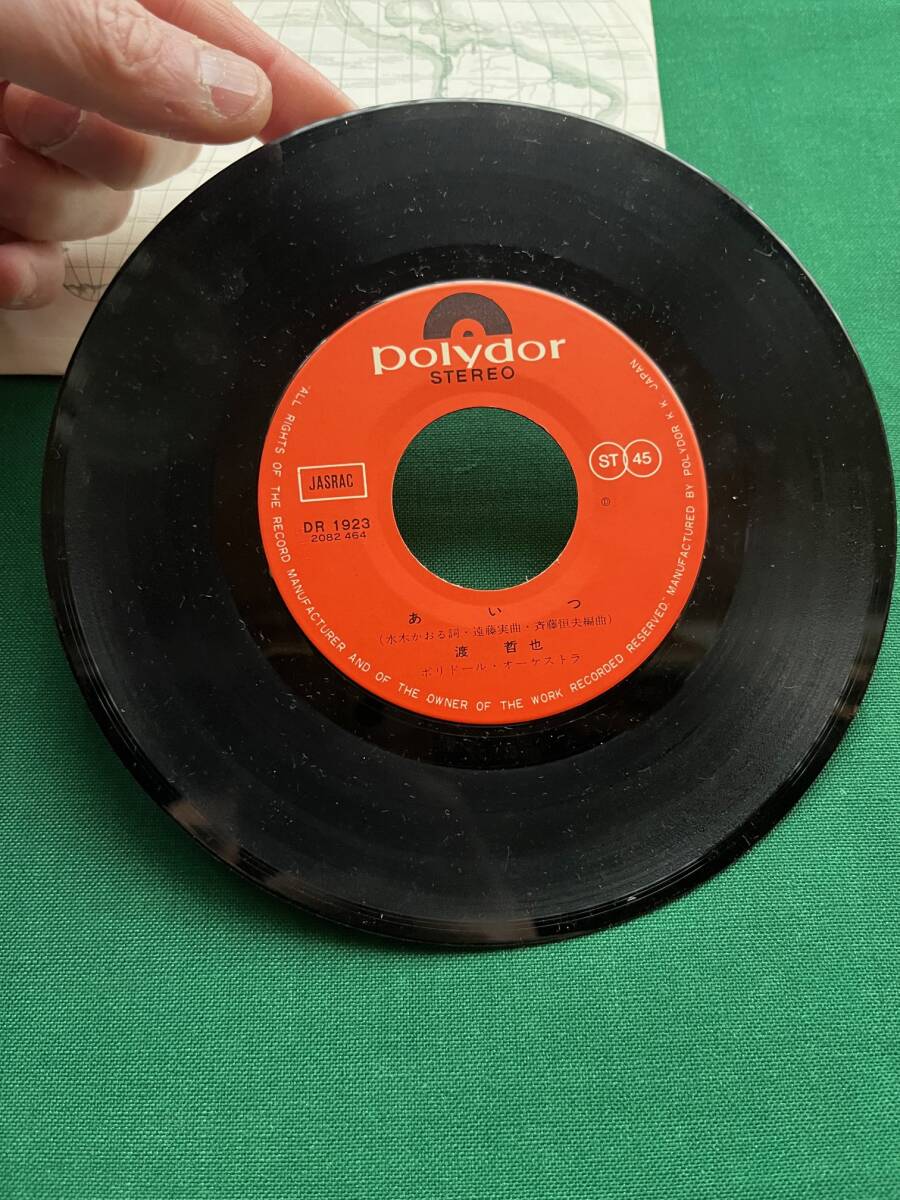 polydor
STEREO
JASRAC
ST 45
DR 1923
2082 464
あいつ
(水木かおる詞・遠藤実曲・斉藤恒夫編曲)
渡哲也
ポリドール・オーケストラ
"ALL RIGHTS OF THE RECORD MANUFACTURER AND OF THE OWNER OF THE WORK RECORDED RESERVED." MANUFACTURED BY POLYDOR K.K. JAPAN